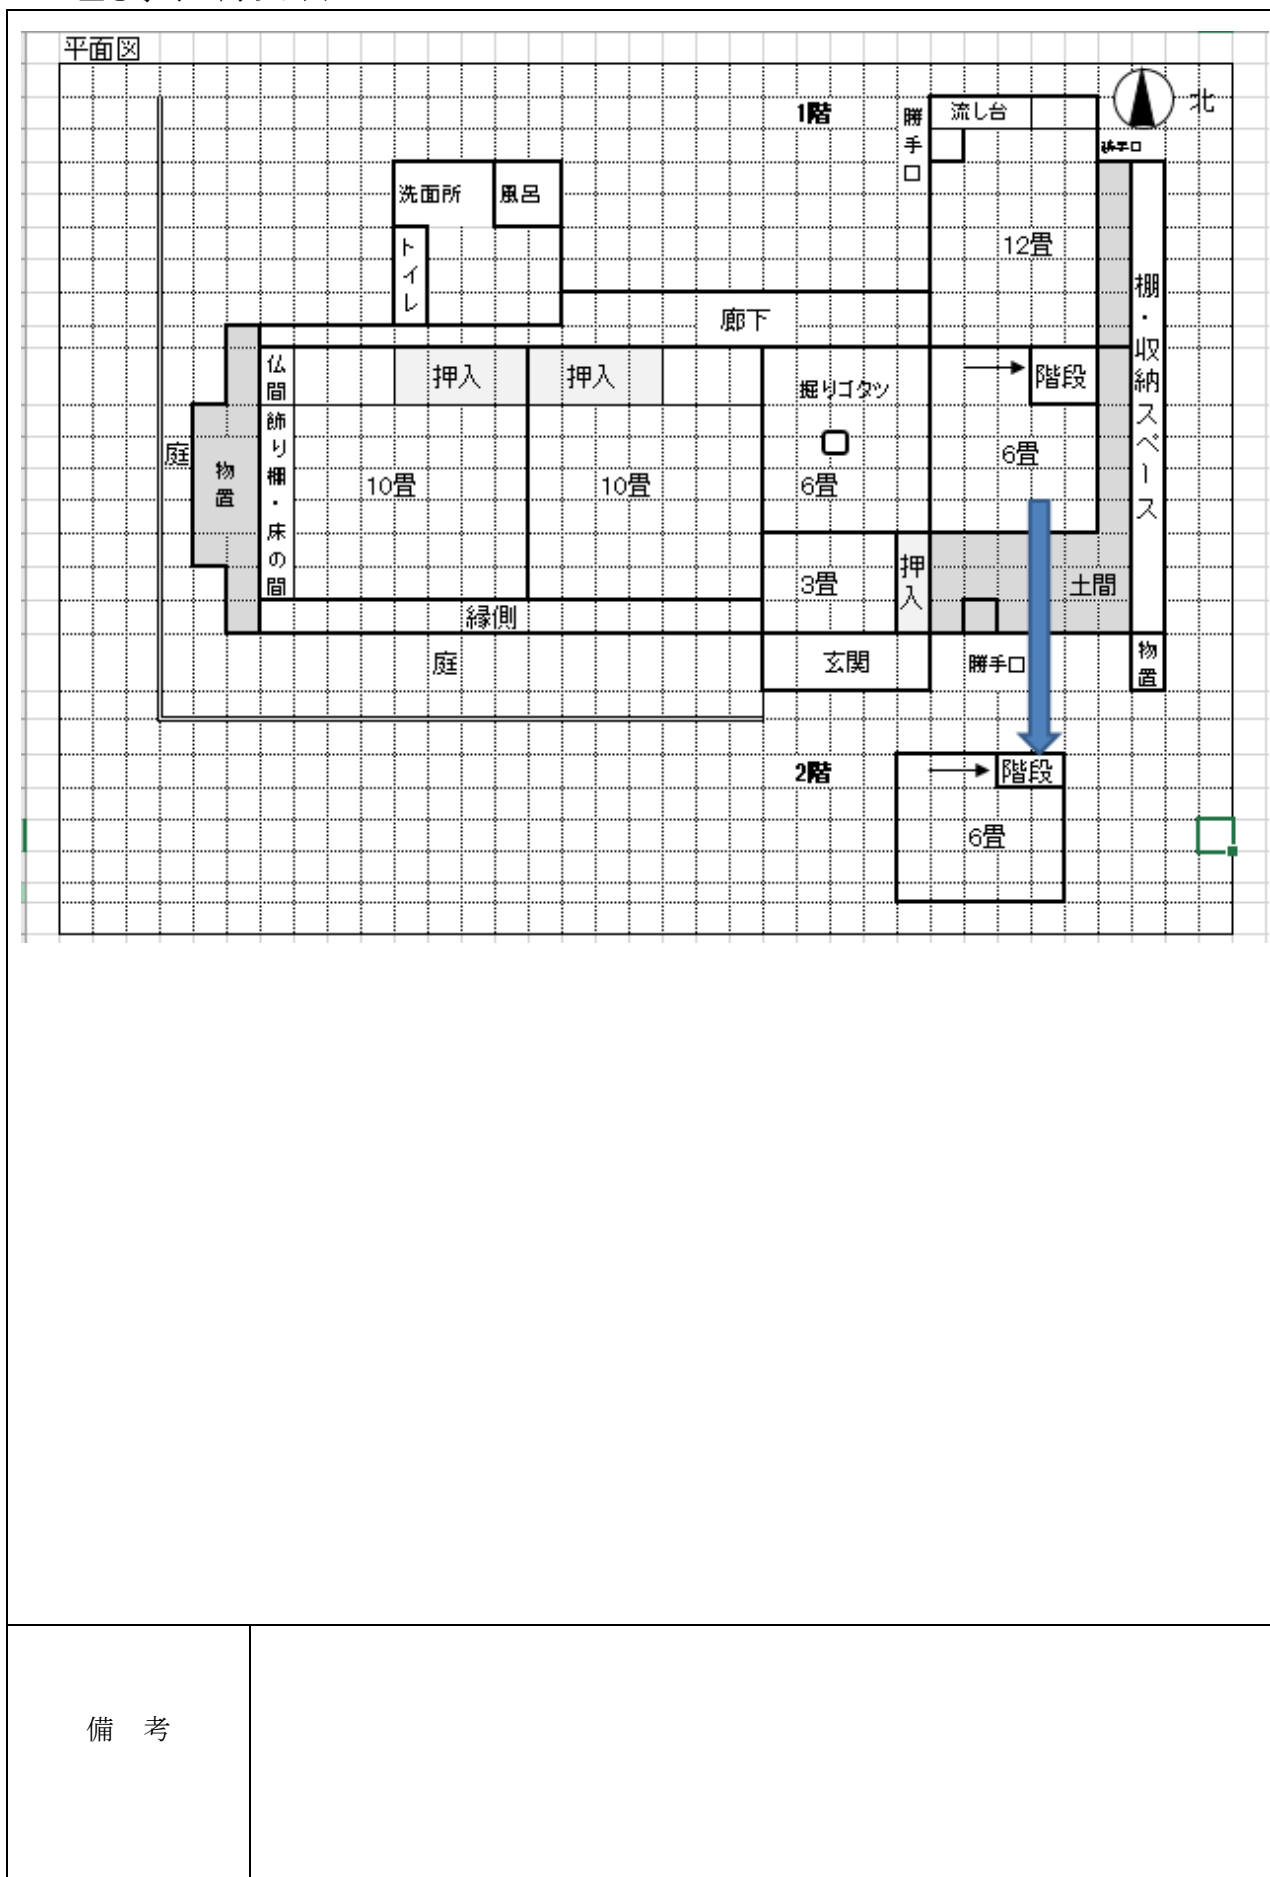 平面図
1階
北
勝手口
流し台
勝手口
洗面所
風呂
トイレ
12畳
棚・収納スペース
廊下
仏間
押入
押入
掘りゴタツ
階段
飾り棚・床の間
庭
物置
10畳
10畳
6畳
6畳
3畳
押入
土間
縁側
庭
玄関
勝手口
物置
2階
階段
6畳
備 考